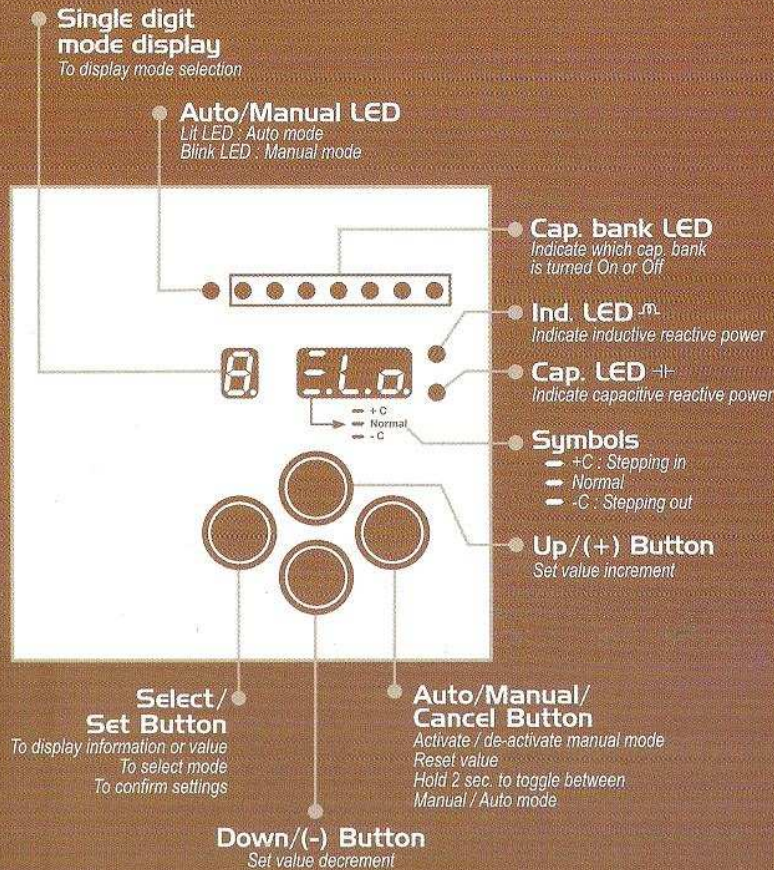 Single digit
mode display
To display mode selection
Auto/Manual LED
Lit LED : Auto mode
Blink LED : Manual mode
Cap. bank LED
Indicate which cap. bank
is turned On or Off
Ind. LED
Indicate inductive reactive power
8.
L.o.
Cap. LED
Indicate capacitive reactive power
+ C
Normal
- C
Symbols
+C : Stepping in
Normal
-C : Stepping out
Up/(+) Button
Set value increment
Select/
Set Button
To display information or value
To select mode
To confirm settings
Auto/Manual/
Cancel Button
Activate / de-activate manual mode
Reset value
Hold 2 sec. to toggle between
Manual / Auto mode
Down/(-) Button
Set value decrement